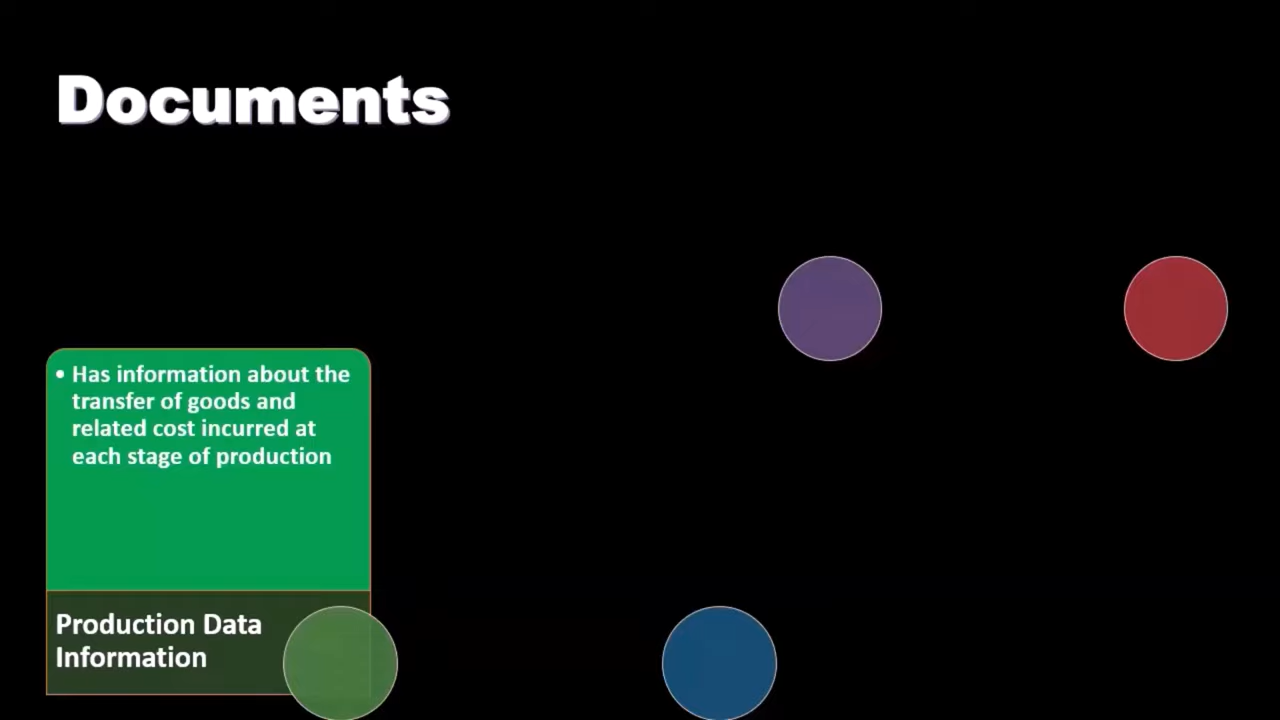 Documents
• Has information about the
transfer of goods and
related cost incurred at
each stage of production
Production Data
Information